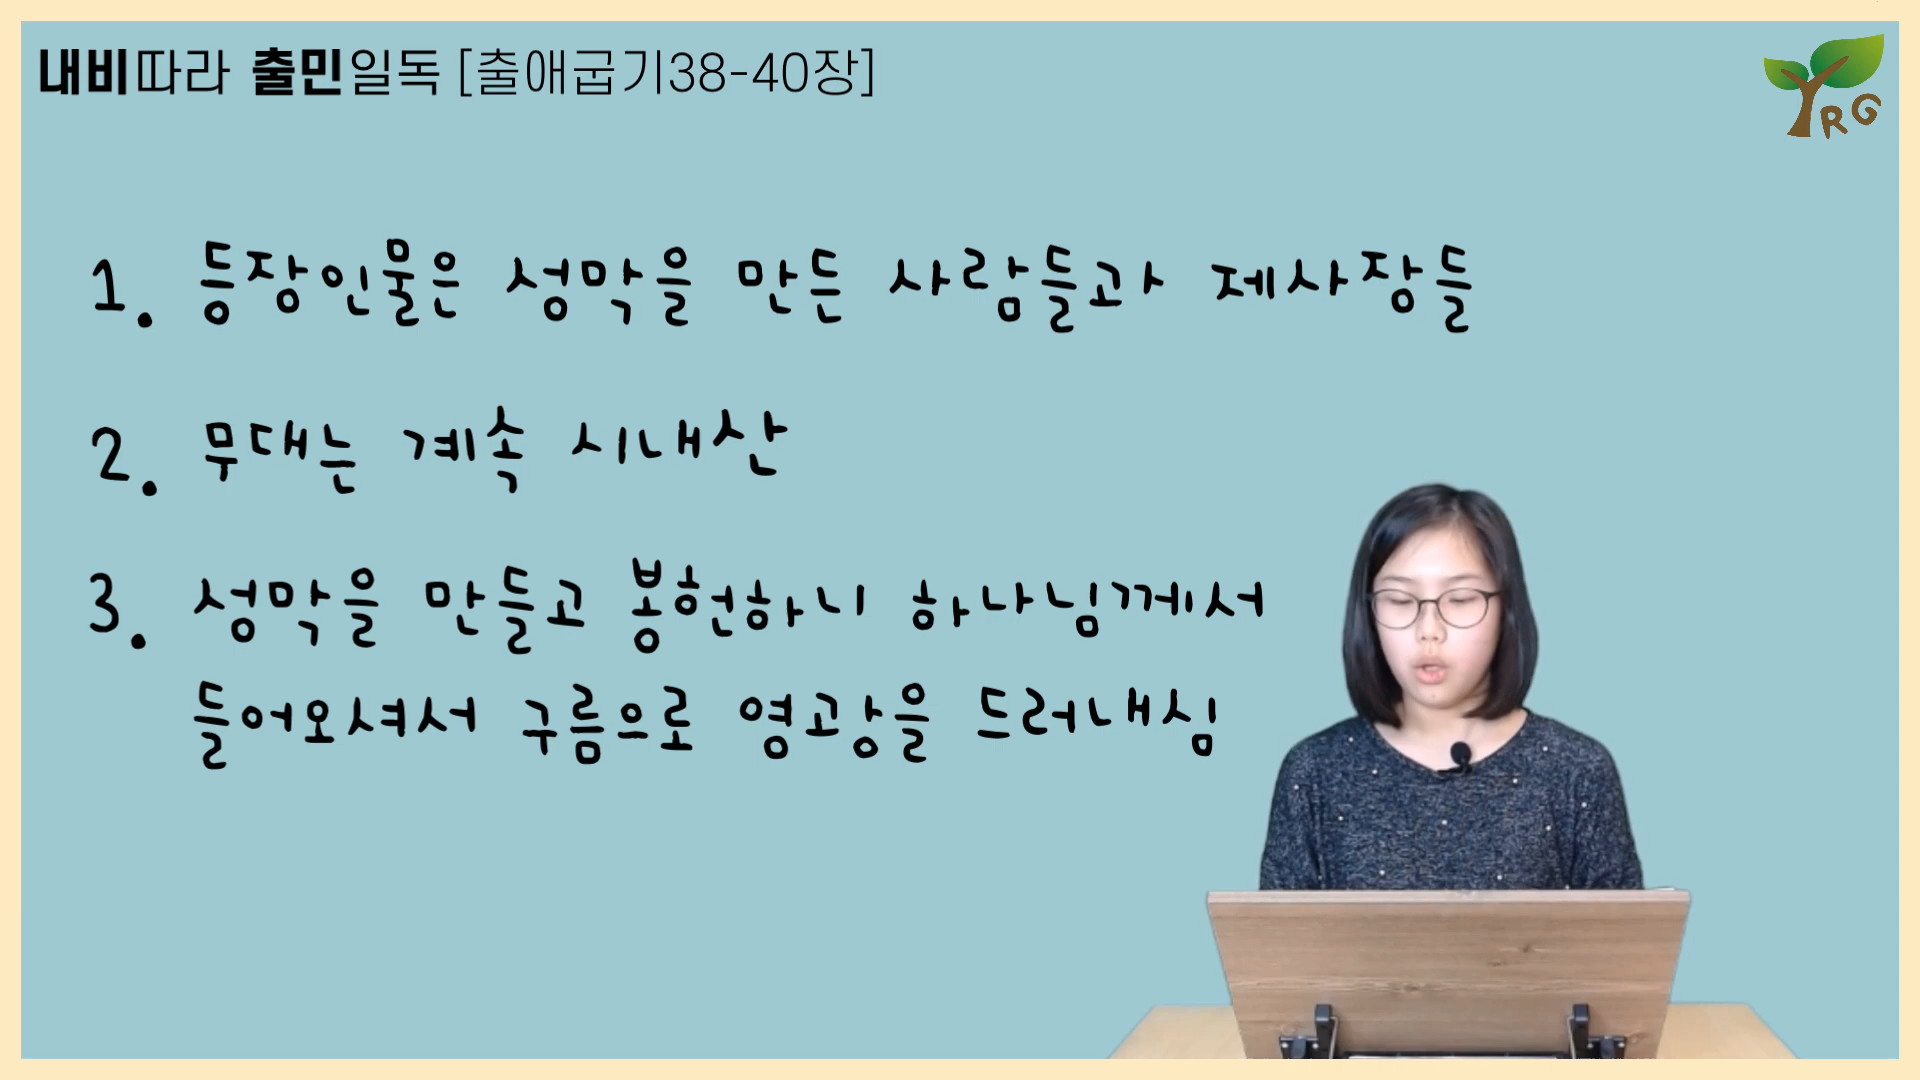 내비따라 출민일독 [출애굽기38-40장]
RG
1. 등장인물은 성막을 만든 사람들과 제사장들
2. 무대는 계속 시내산
3. 성막을 만들고 봉헌하니 하나님께서
들어오셔서 구름으로 영광을 드러내심